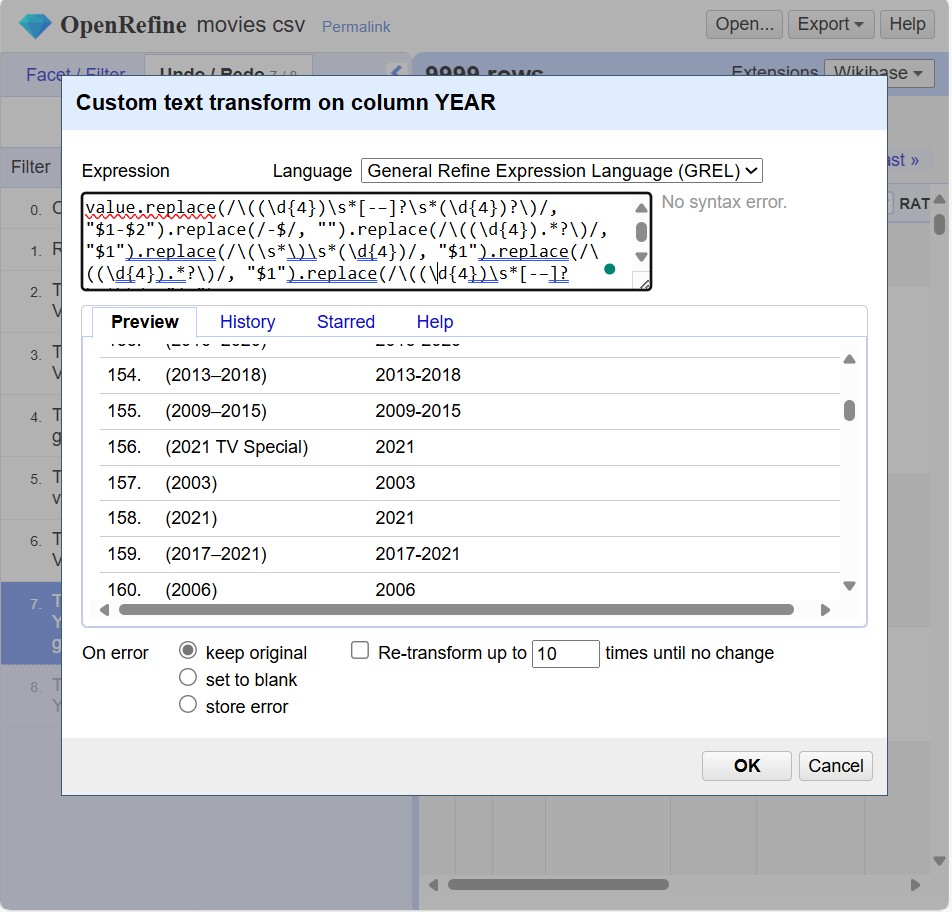 OpenRefine movies csv Permalink
Open... Export Help
Facet / Filter Undo / Redo 7 / 8
9999 rows
Extensions Wikibase
Custom text transform on column YEAR
Expression
Language General Refine Expression Language (GREL)
value.replace(/\((\d{4})\s*[-–]?\s*(\d{4})?\)/,
"$1-$2").replace(/-$/, "").replace(/\((\d{4}).*?\)/,
"$1").replace(/\(\s*\)\s*(\d{4})/, "$1").replace(/\
((\d{4}).*?\)/, "$1").replace(/\((\d{4})\s*[-–]?
No syntax error.
Filter
ast »
RAT
Preview History Starred Help
154. (2013–2018) 2013-2018
155. (2009–2015) 2009-2015
156. (2021 TV Special) 2021
157. (2003) 2003
158. (2021) 2021
159. (2017–2021) 2017-2021
160. (2006) 2006
0.
1.
2.
3.
4.
5.
6.
7.
8.
On error
keep original
set to blank
store error
Re-transform up to 10 times until no change
OK Cancel